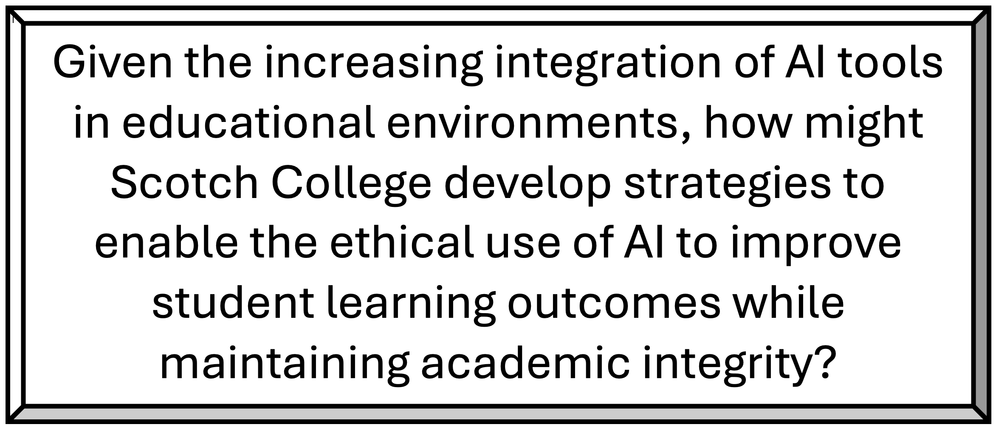 Given the increasing integration of AI tools
in educational environments, how might
Scotch College develop strategies to
enable the ethical use of AI to improve
student learning outcomes while
maintaining academic integrity?